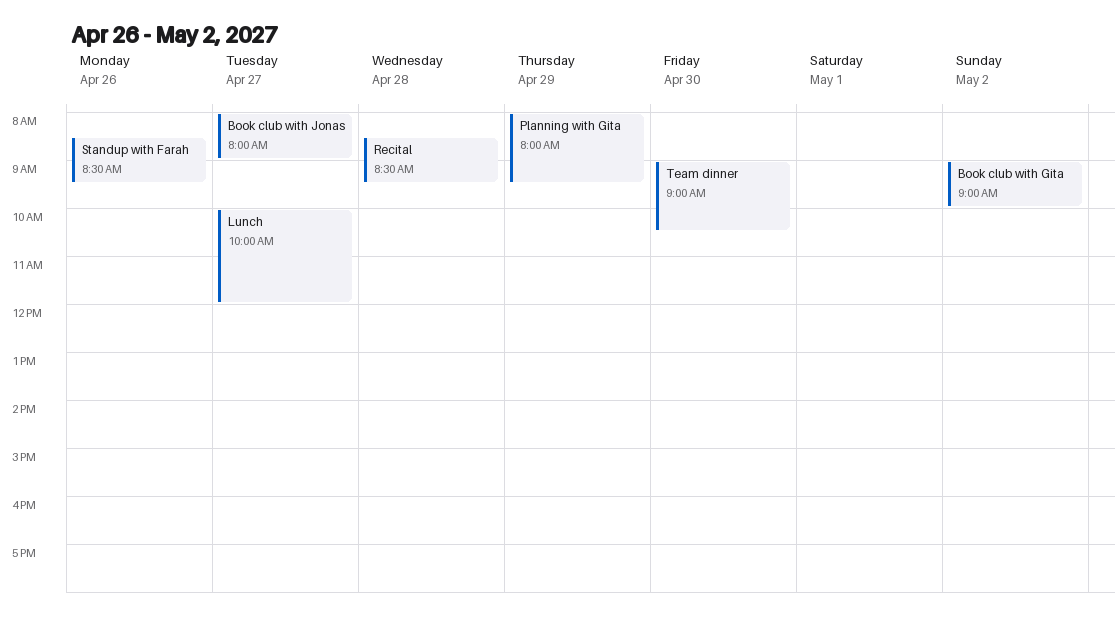 Apr 26 - May 2, 2027
Monday
Apr 26
Tuesday
Apr 27
Wednesday
Apr 28
Thursday
Apr 29
Friday
Apr 30
Saturday
May 1
Sunday
May 2
8 AM
9 AM
10 AM
11 AM
12 PM
1 PM
2 PM
3 PM
4 PM
5 PM
Standup with Farah
8:30 AM
Book club with Jonas
8:00 AM
Lunch
10:00 AM
Recital
8:30 AM
Planning with Gita
8:00 AM
Team dinner
9:00 AM
Book club with Gita
9:00 AM